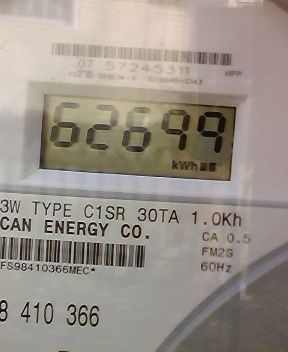 07 57245311
HPP
62699
kWh
3W TYPE C1SR 30TA 1.0Kh
CAN ENERGY CO.
CA 0.5
FM2S
60Hz
FS98410366MEC*
8 410 366